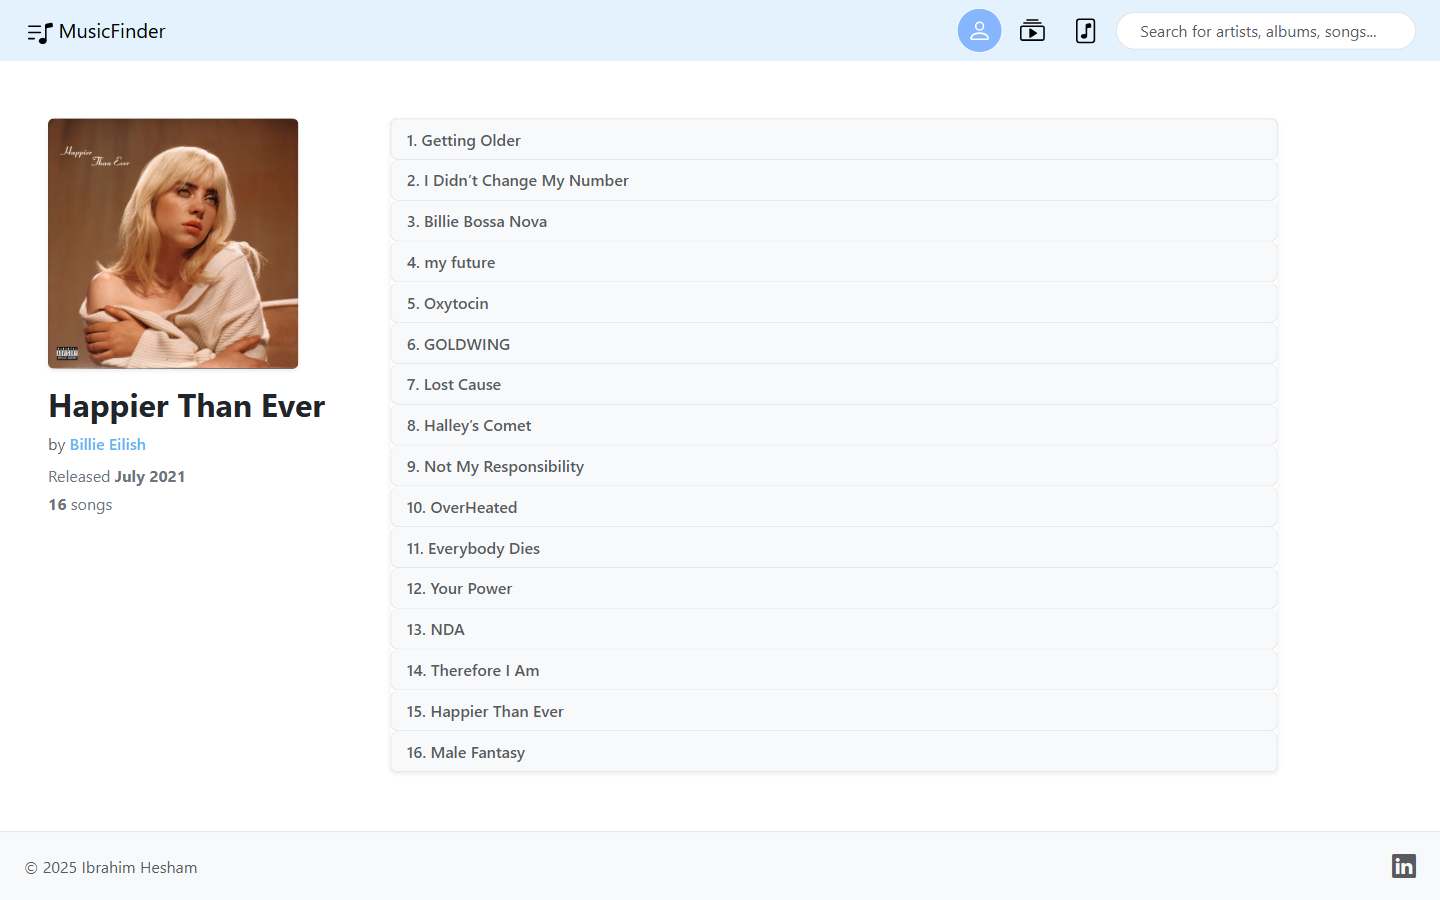 MusicFinder
Search for artists, albums, songs...
Happier
Than Ever
Happier Than Ever
by Billie Eilish
Released July 2021
16 songs
1. Getting Older
2. I Didn’t Change My Number
3. Billie Bossa Nova
4. my future
5. Oxytocin
6. GOLDWING
7. Lost Cause
8. Halley’s Comet
9. Not My Responsibility
10. OverHeated
11. Everybody Dies
12. Your Power
13. NDA
14. Therefore I Am
15. Happier Than Ever
16. Male Fantasy
© 2025 Ibrahim Hesham
in